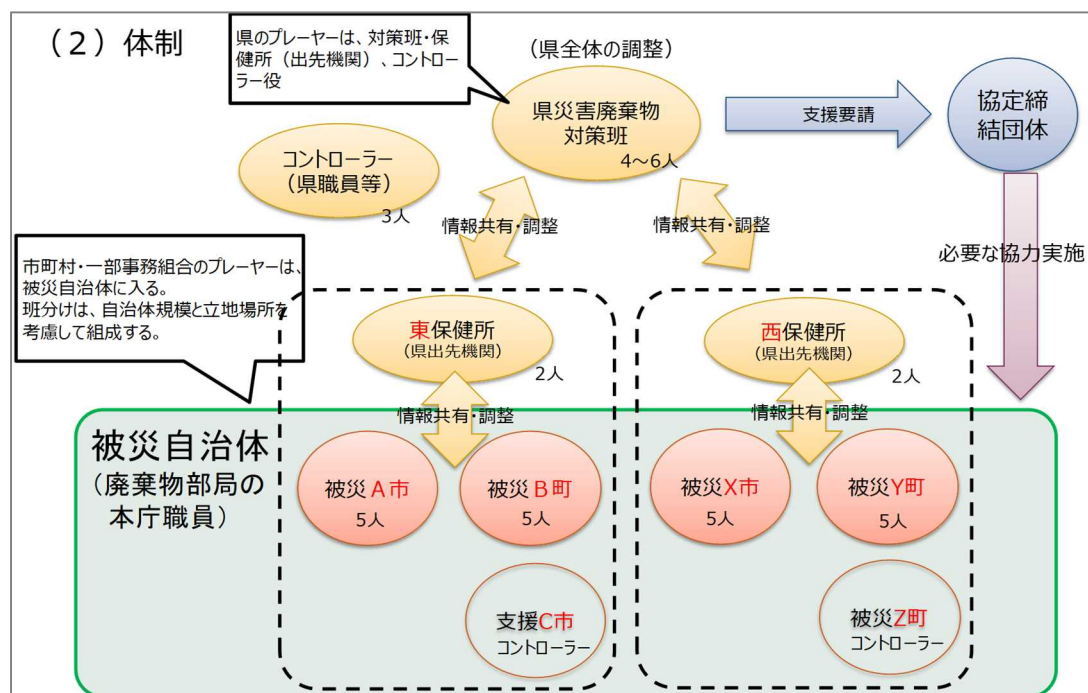 （2）体制
県のプレーヤーは、対策班・保
健所（出先機関）、コントロー
ラー役
（県全体の調整）
県災害廃棄物
対策班
4～6人
支援要請
協定締
結団体
コントローラー
（県職員等）
3人
情報共有・調整
情報共有・調整
必要な協力実施
市町村・一部事務組合のプレーヤーは、
被災自治体に入る。
班分けは、自治体規模と立地場所を
考慮して組成する。
東保健所
（県出先機関）
2人
西保健所
（県出先機関）
2人
情報共有・調整
情報共有・調整
被災自治体
（廃棄物部局の
本庁職員）
被災A市
5人
被災B町
5人
被災X市
5人
被災Y町
5人
支援C市
コントローラー
被災Z町
コントローラー